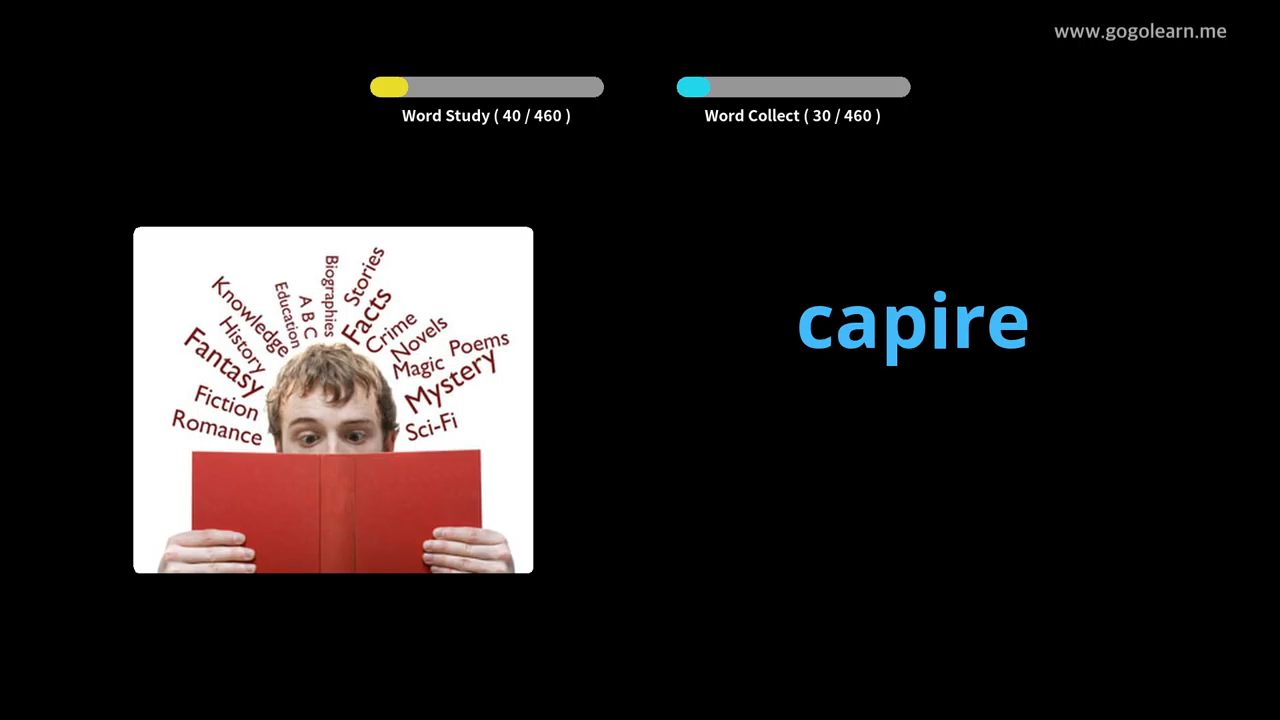 www.gogolearn.me
Word Study ( 40 / 460 )
Word Collect ( 30 / 460 )
Biographies
Stories
Education
A B C
Facts
Knowledge
Crime
History
Novels
Fantasy
Magic
Poems
Mystery
Fiction
Romance
Sci-Fi
capire